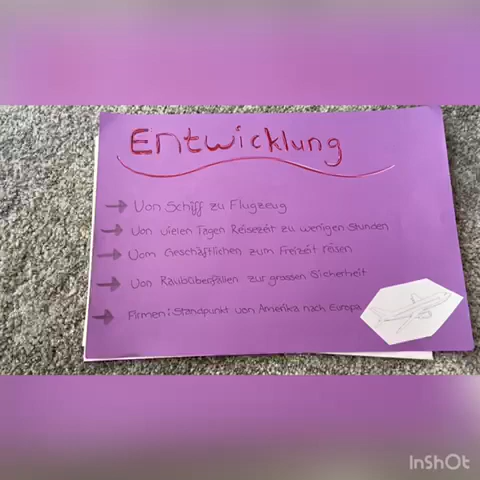 Entwicklung
→ Von Schiff zu Flugzeug
→ Von vielen Tagen Reisezeit zu wenigen Stunden
→ Vom Geschäftlichen zum Freizeit reisen
→ Von Raubüberfällen zur grossen Sicherheit
→ Firmen: Standpunkt von Amerika nach Europa
InShOt